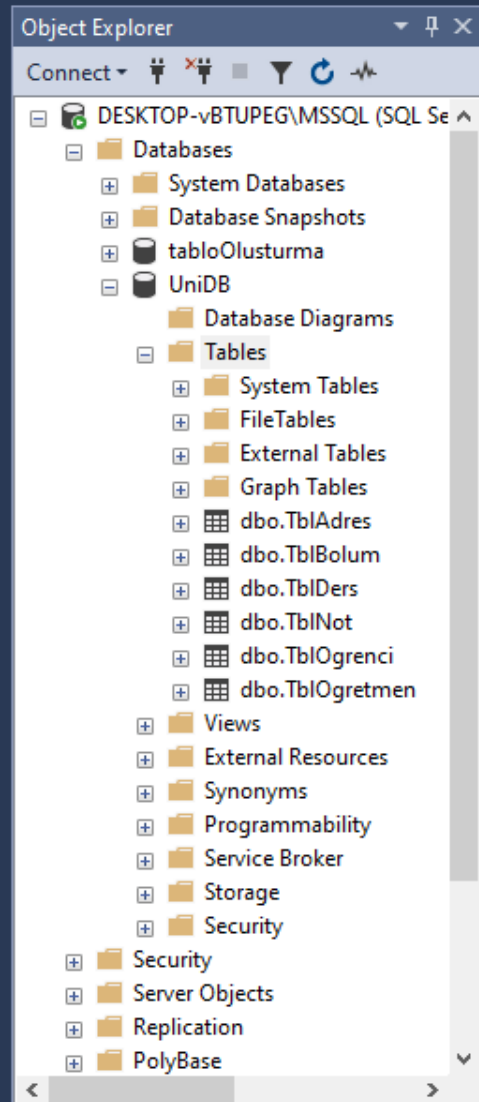 Object Explorer
Connect
DESKTOP-vBTUPEG\MSSQL (SQL Se
Databases
System Databases
Database Snapshots
tabloOlusturma
UniDB
Database Diagrams
Tables
System Tables
FileTables
External Tables
Graph Tables
dbo.TblAdres
dbo.TblBolum
dbo.TblDers
dbo.TblNot
dbo.TblOgrenci
dbo.TblOgretmen
Views
External Resources
Synonyms
Programmability
Service Broker
Storage
Security
Security
Server Objects
Replication
PolyBase